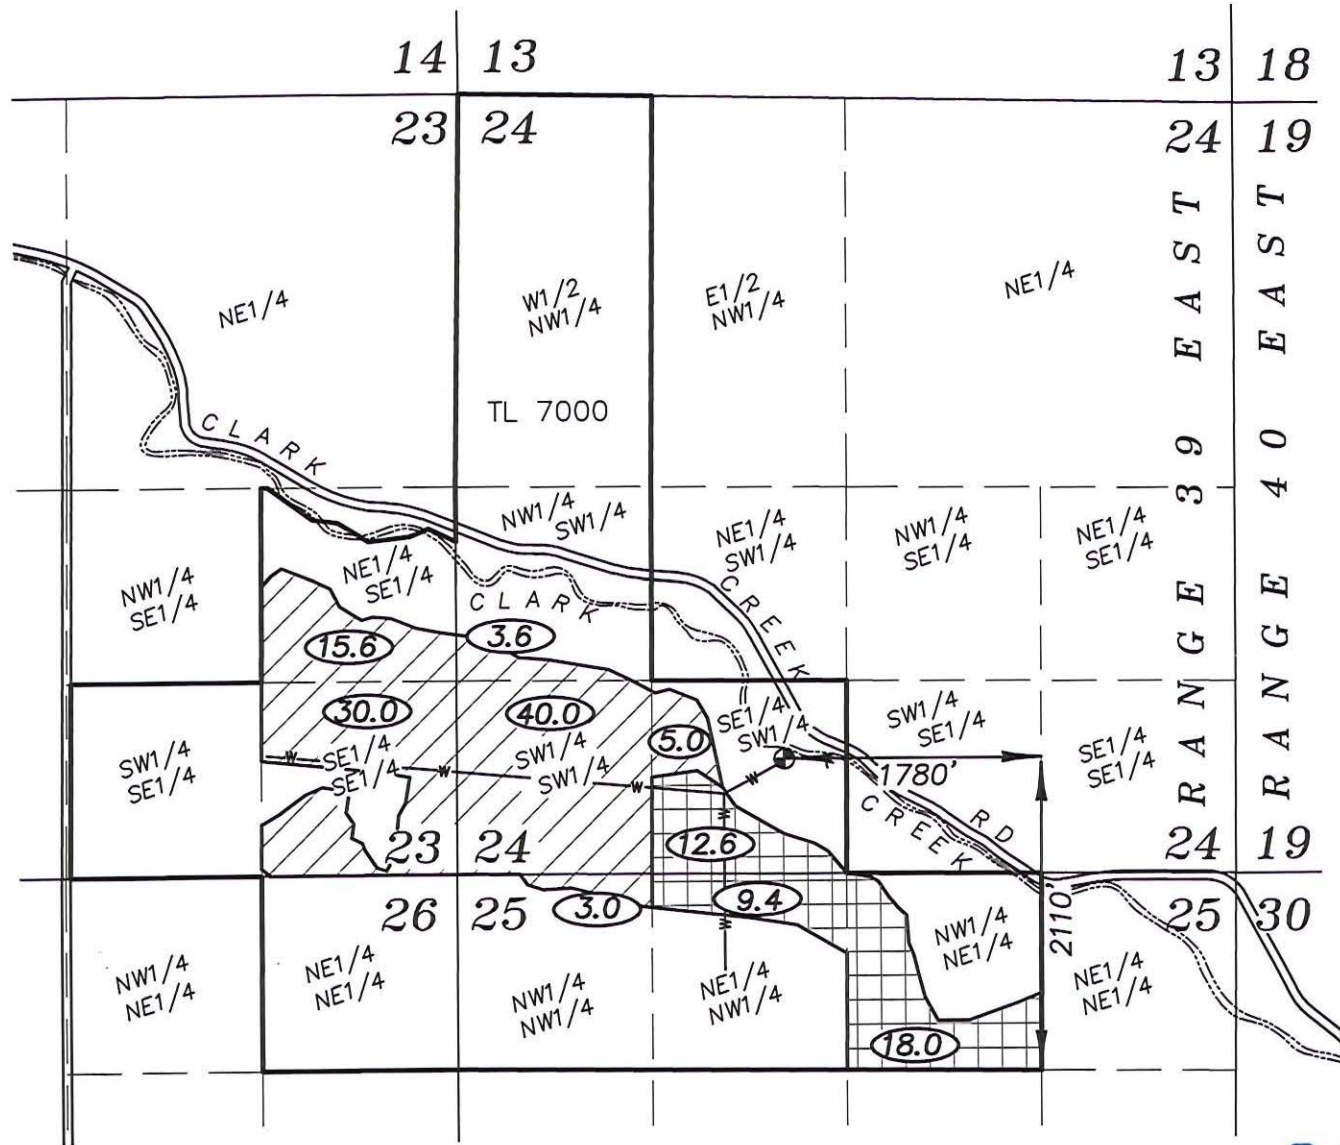 14 13
13 18
23 24
24 19
RANGE 39 EAST
RANGE 40 EAST
NE1/4
W1/2
NW1/4
E1/2
NW1/4
NE1/4
TL 7000
CLARK
NW1/4
SW1/4
NE1/4
SW1/4
NW1/4
SE1/4
NE1/4
SE1/4
NW1/4
SE1/4
NE1/4
SE1/4
CLARK
CREEK
15.6
3.6
30.0
40.0
5.0
SE1/4
SW1/4
SW1/4
SE1/4
SW1/4
SE1/4
W
SE1/4
SE1/4
W
SW1/4
SW1/4
W
W
SE1/4
SE1/4
1780'
CREEK
RD
W
12.6
23 24
24 19
26 25
3.0
9.4
W
2110'
25 30
NW1/4
NE1/4
NW1/4
NE1/4
NE1/4
NE1/4
NW1/4
NW1/4
NE1/4
NW1/4
NE1/4
NE1/4
18.0